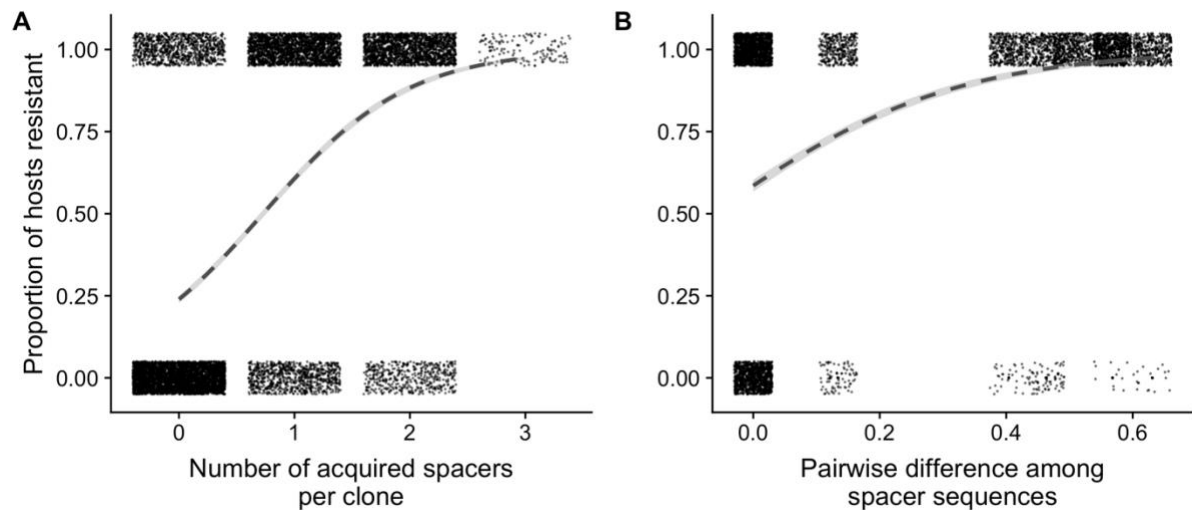 A
Proportion of hosts resistant
1.00
0.75
0.50
0.25
0.00
0
1
2
3
Number of acquired spacers
per clone
B
1.00
0.75
0.50
0.25
0.00
0.0
0.2
0.4
0.6
Pairwise difference among
spacer sequences